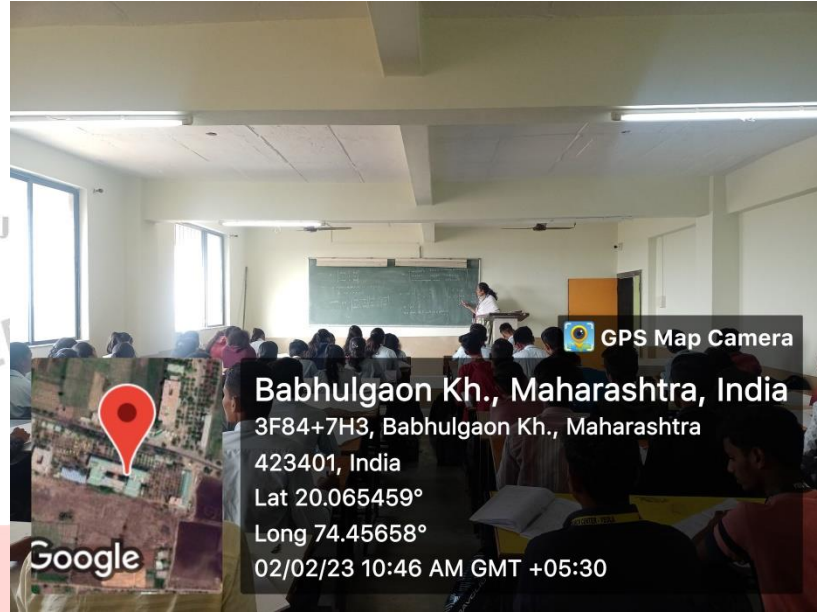 GPS Map Camera
Babhulgaon Kh., Maharashtra, India
3F84+7H3, Babhulgaon Kh., Maharashtra
423401, India
Lat 20.065459°
Long 74.45658°
02/02/23 10:46 AM GMT +05:30
Google